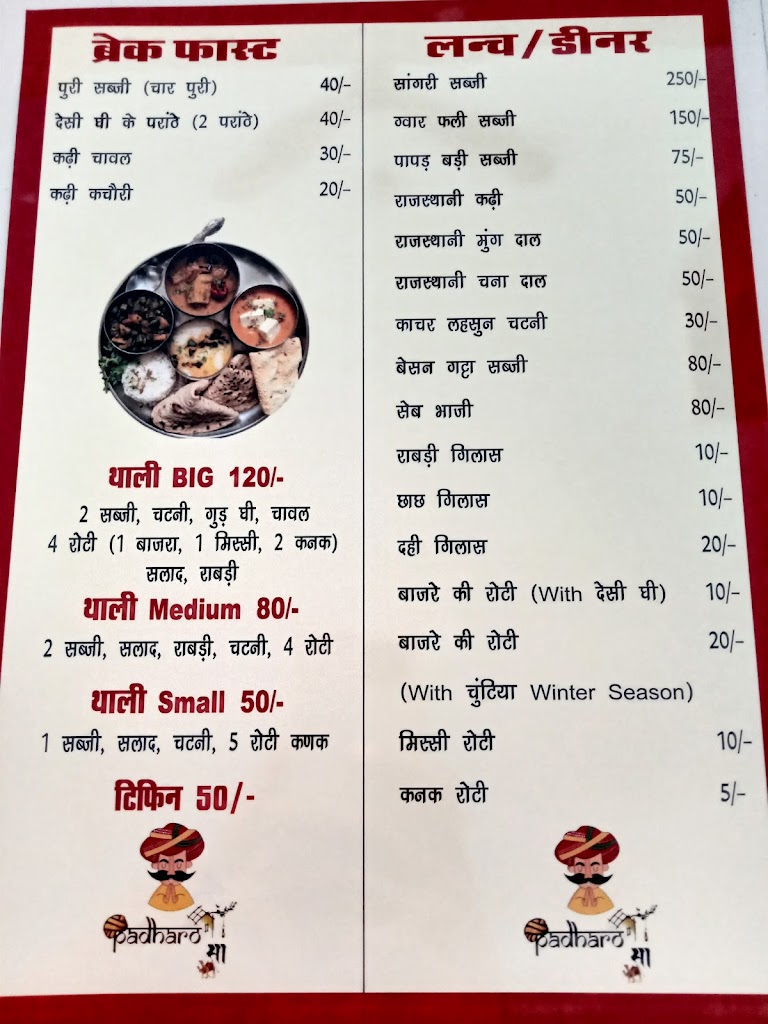 ब्रेक फास्ट
पुरी सब्जी (चार पुरी) 40/-
देसी घी के परांठे (2 परांठे) 40/-
कढ़ी चावल 30/-
कढ़ी कचौरी 20/-
थाली BIG 120/-
2 सब्जी, चटनी, गुड़ घी, चावल
4 रोटी (1 बाजरा, 1 मिस्सी, 2 कनक)
सलाद, राबड़ी
थाली Medium 80/-
2 सब्जी, सलाद, राबड़ी, चटनी, 4 रोटी
थाली Small 50/-
1 सब्जी, सलाद, चटनी, 5 रोटी कणक
टिफिन 50/-
Padharo
सा
लन्च / डीनर
सांगरी सब्जी 250/-
ग्वार फली सब्जी 150/-
पापड़ बड़ी सब्जी 75/-
राजस्थानी कढ़ी 50/-
राजस्थानी मुंग दाल 50/-
राजस्थानी चना दाल 50/-
काचर लहसुन चटनी 30/-
बेसन गट्टा सब्जी 80/-
सेब भाजी 80/-
राबड़ी गिलास 10/-
छाछ गिलास 10/-
दही गिलास 20/-
बाजरे की रोटी (With देसी घी) 10/-
बाजरे की रोटी 20/-
(With चुंटिया Winter Season)
मिस्सी रोटी 10/-
कनक रोटी 5/-
Padharo
सा